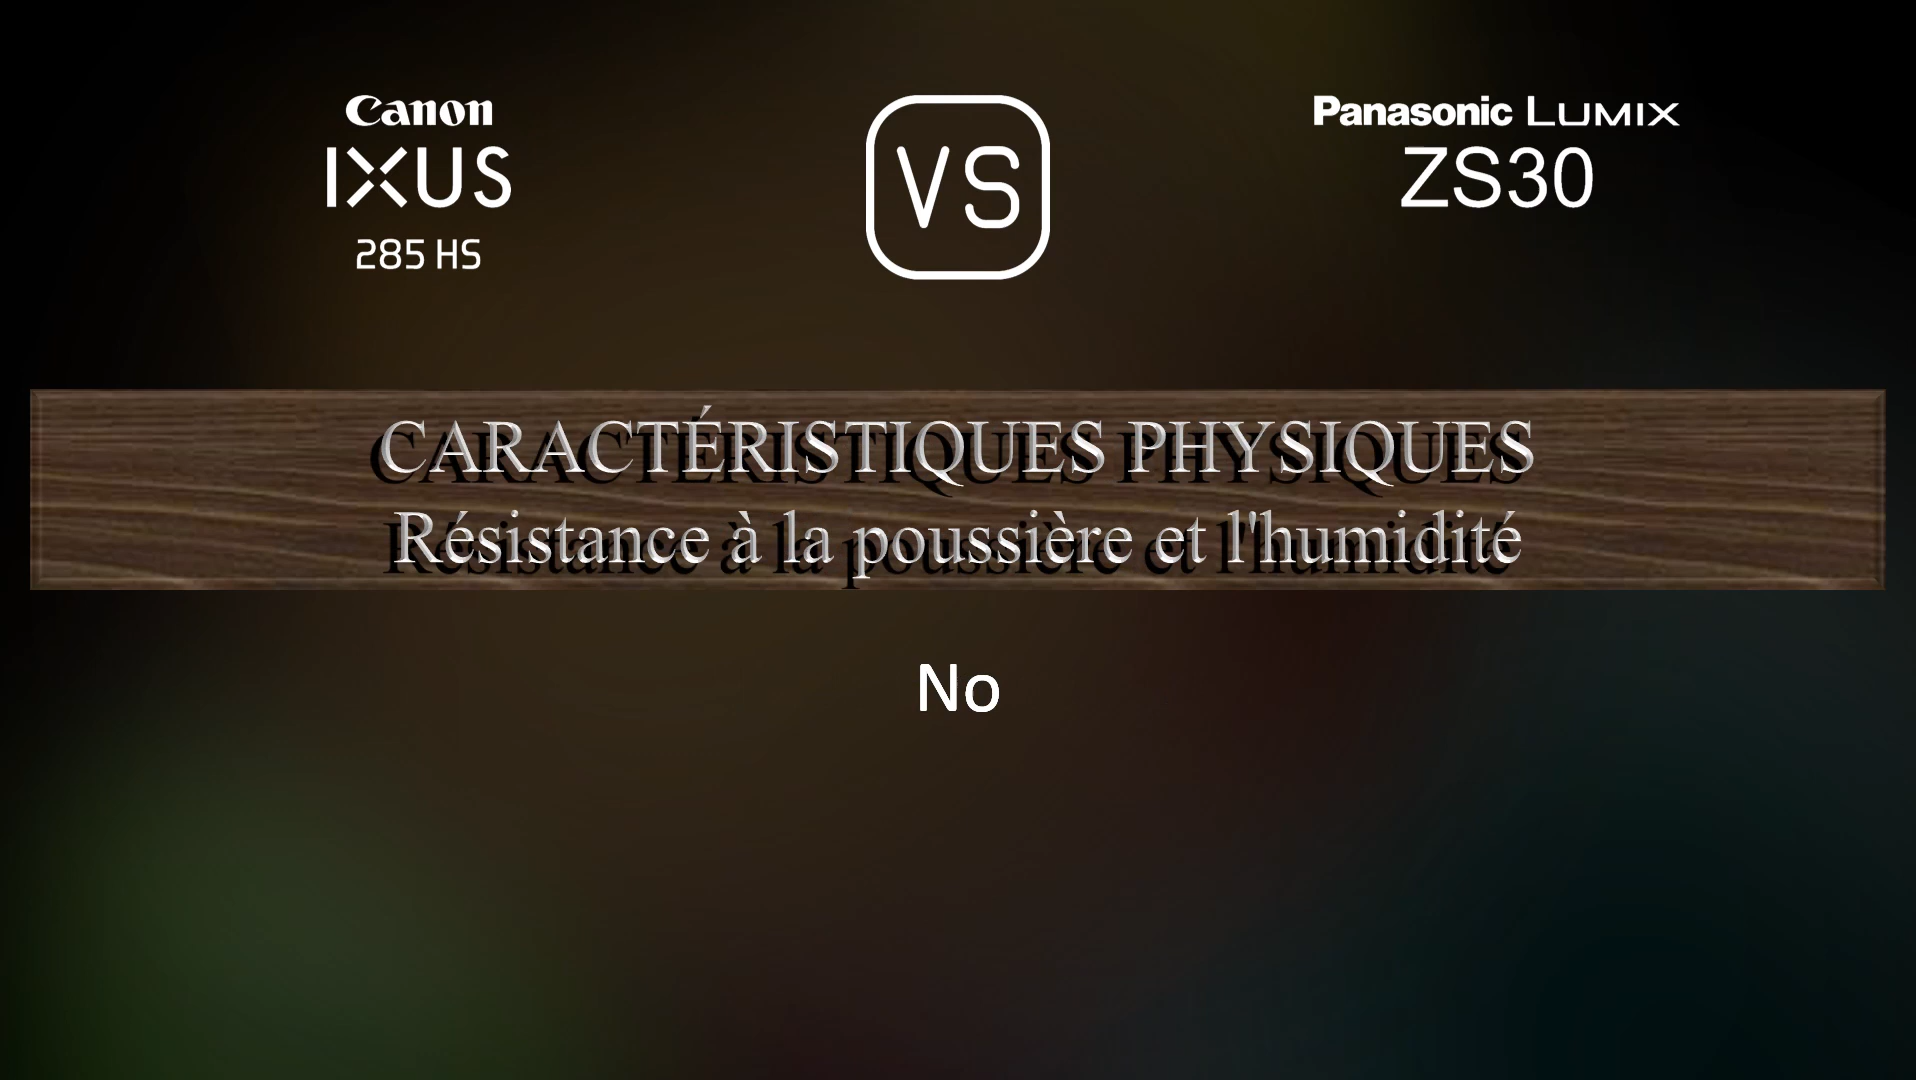 Canon
IXUS
285 HS
VS
Panasonic LUMIX
ZS30
CARACTÉRISTIQUES PHYSIQUES
Résistance à la poussière et l'humidité
No